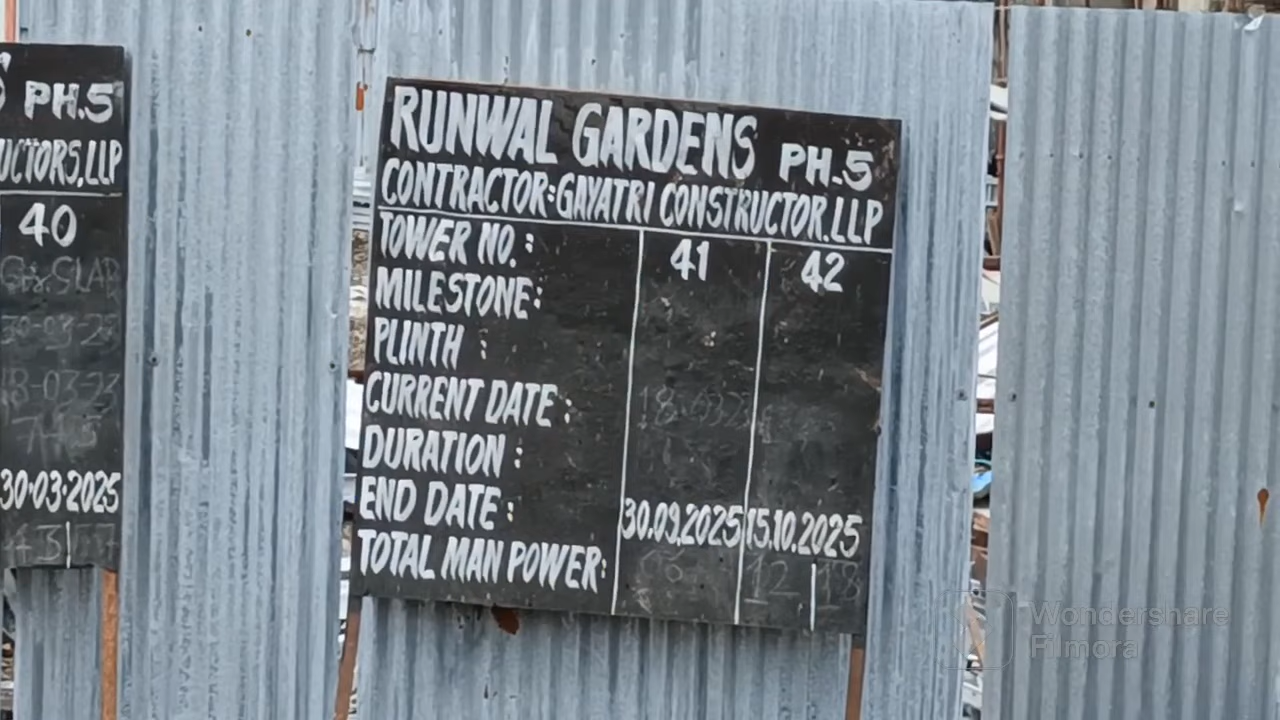 PH.5
UCTORS,LLP
40
30-03-2025
RUNWAL GARDENS PH.5
CONTRACTOR:GAYATRI CONSTRUCTOR.LLP
TOWER NO. : 41 42
MILESTONE:
PLINTH :
CURRENT DATE :
DURATION :
END DATE : 30.09.2025 15.10.2025
TOTAL MAN POWER: 12 18
Wondershare
Filmora